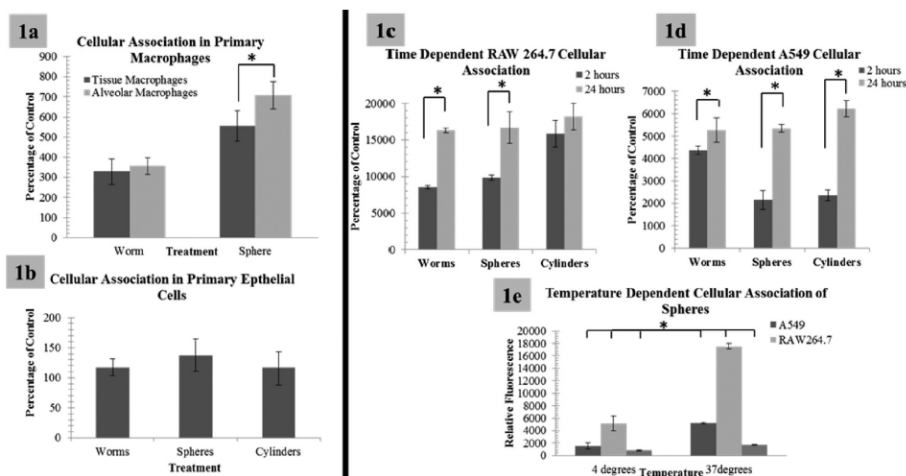 1a
Cellular Association in Primary
Macrophages
Percentage of Control
900
800
700
600
500
400
300
200
100
0
Tissue Macrophages
Alveolar Macrophages
*
Worm
Treatment
Sphere
1b
Cellular Association in Primary Epthelial
Cells
Percentage of Control
200
150
100
50
0
Worms
Spheres
Cylinders
Treatment
1c
Time Dependent RAW 264.7 Cellular
Association
2 hours
24 hours
Percentage of Control
20000
15000
10000
5000
0
*
*
Worms
Spheres
Cylinders
1d
Time Dependent A549 Cellular
Association
2 hours
24 hours
Percentage of Control
7000
6000
5000
4000
3000
2000
1000
0
*
*
*
Worms
Spheres
Cylinders
1e
Temperature Dependent Cellular Association of
Spheres
A549
RAW264.7
Relative Fluorescence
20000
18000
16000
14000
12000
10000
8000
6000
4000
2000
0
*
4 degrees
Temperature
37degrees